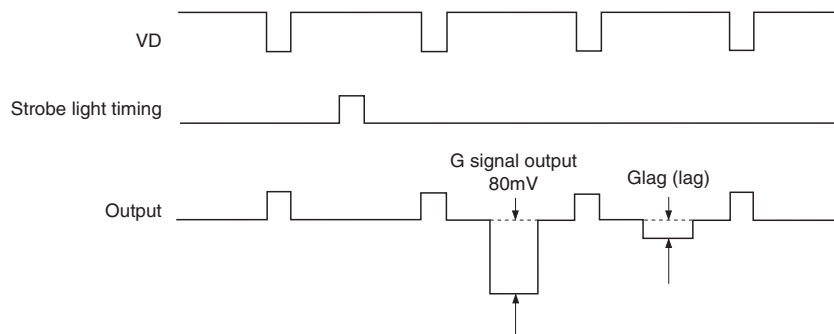 VD
Strobe light timing
G signal output
80mV
Glag (lag)
Output